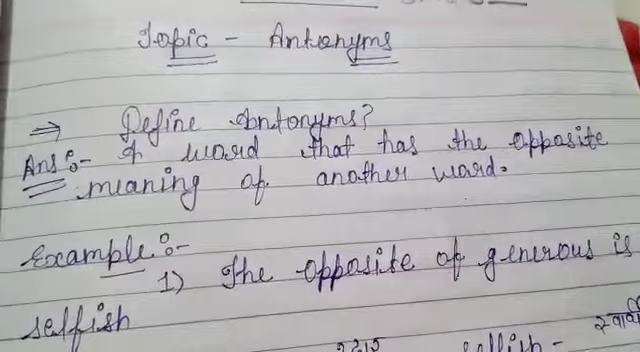 Topic - Antonyms
⇒ Define antonyms?
Ans:- A word that has the opposite
meaning of another word.
Example:-
1) The opposite of generous is
selfish
selfish - स्वार्थी